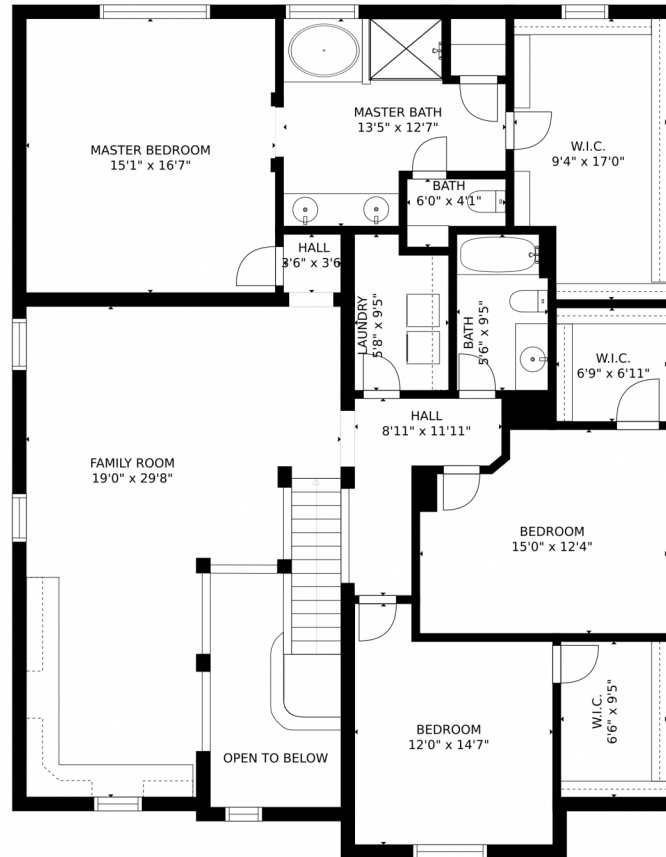 MASTER BEDROOM
15'1" x 16'7"
MASTER BATH
13'5" x 12'7"
W.I.C.
9'4" x 17'0"
BATH
6'0" x 4'1"
HALL
3'6" x 3'6
LAUNDRY
5'8" x 9'5"
BATH
5'6" x 9'5"
W.I.C.
6'9" x 6'11"
HALL
8'11" x 11'11"
FAMILY ROOM
19'0" x 29'8"
BEDROOM
15'0" x 12'4"
W.I.C.
6'6" x 9'5"
BEDROOM
12'0" x 14'7"
OPEN TO BELOW